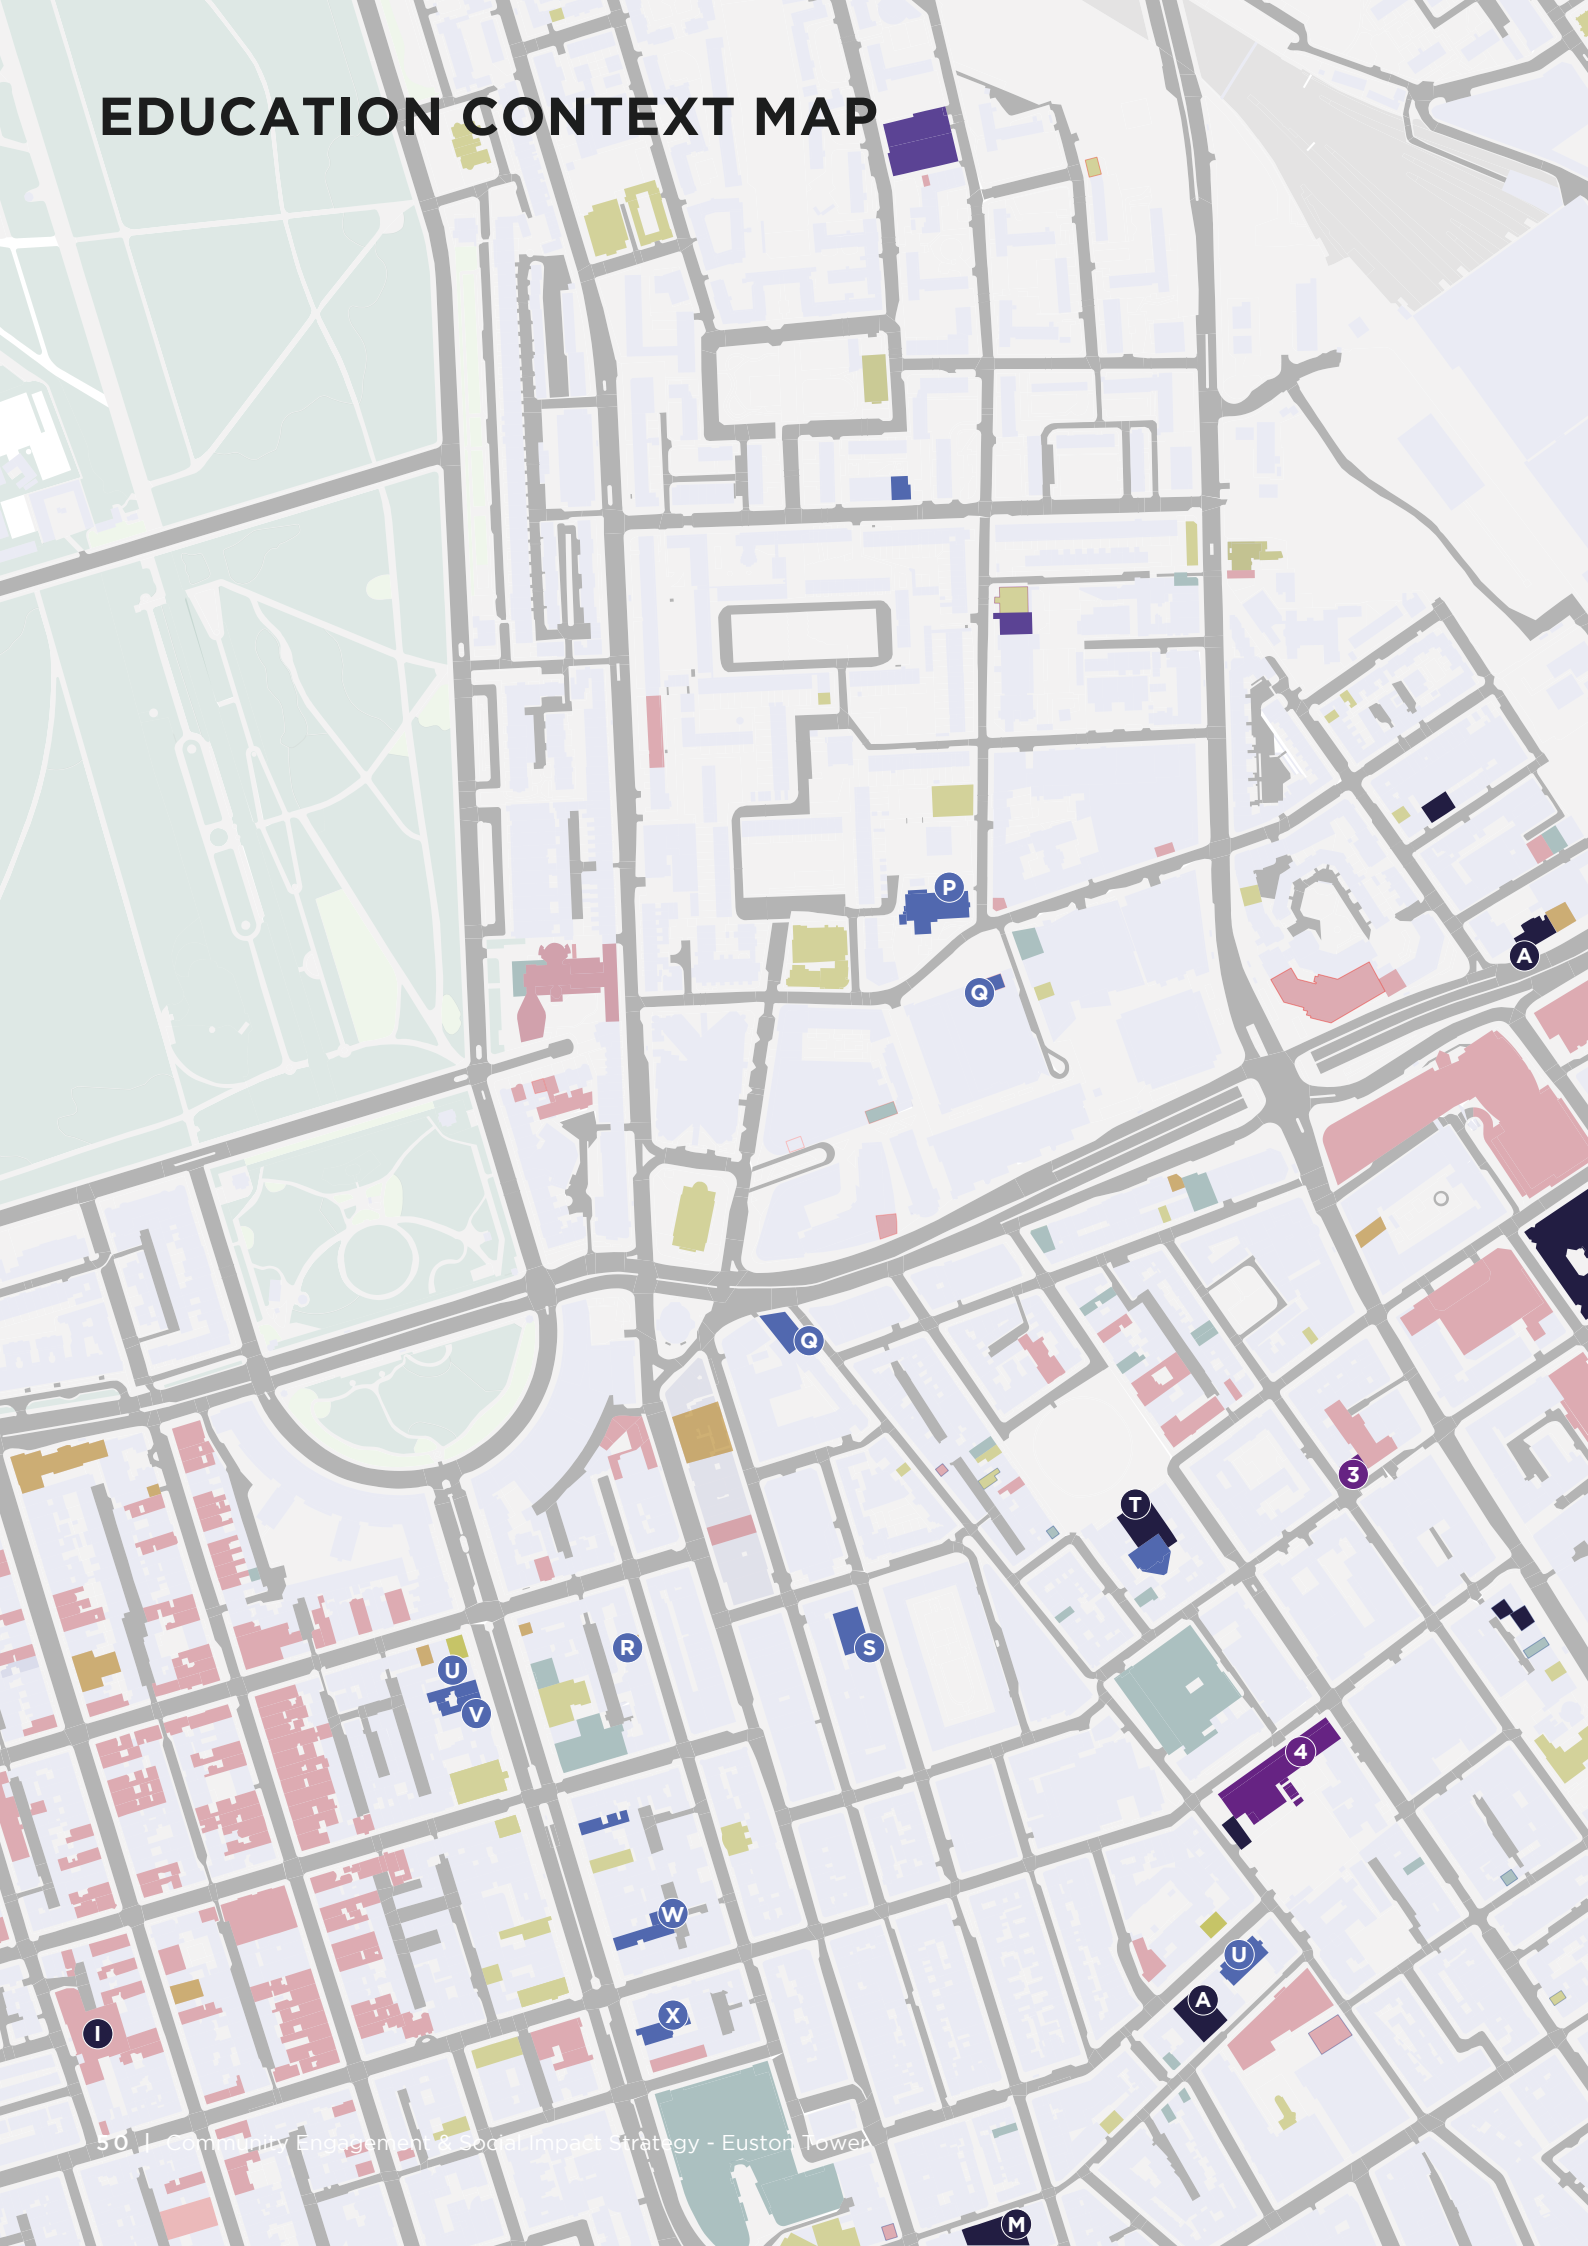 EDUCATION CONTEXT MAP
P
A
Q
Q
3
T
R
S
U
V
4
W
U
A
X
I
50 | Community Engagement & Social Impact Strategy - Euston Tower
M